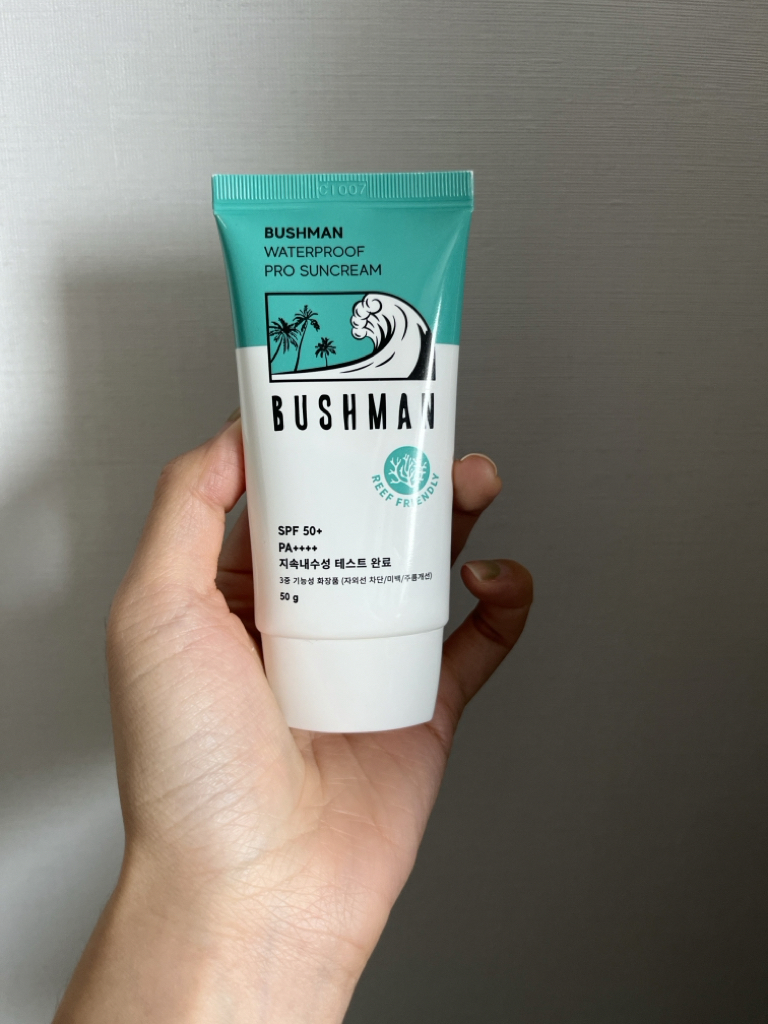 C1007
BUSHMAN
WATERPROOF
PRO SUNCREAM
BUSHMAN
REEF FRIENDLY
SPF 50+
PA++++
지속내수성 테스트 완료
3중 기능성 화장품 (자외선 차단/미백/주름개선)
50 g